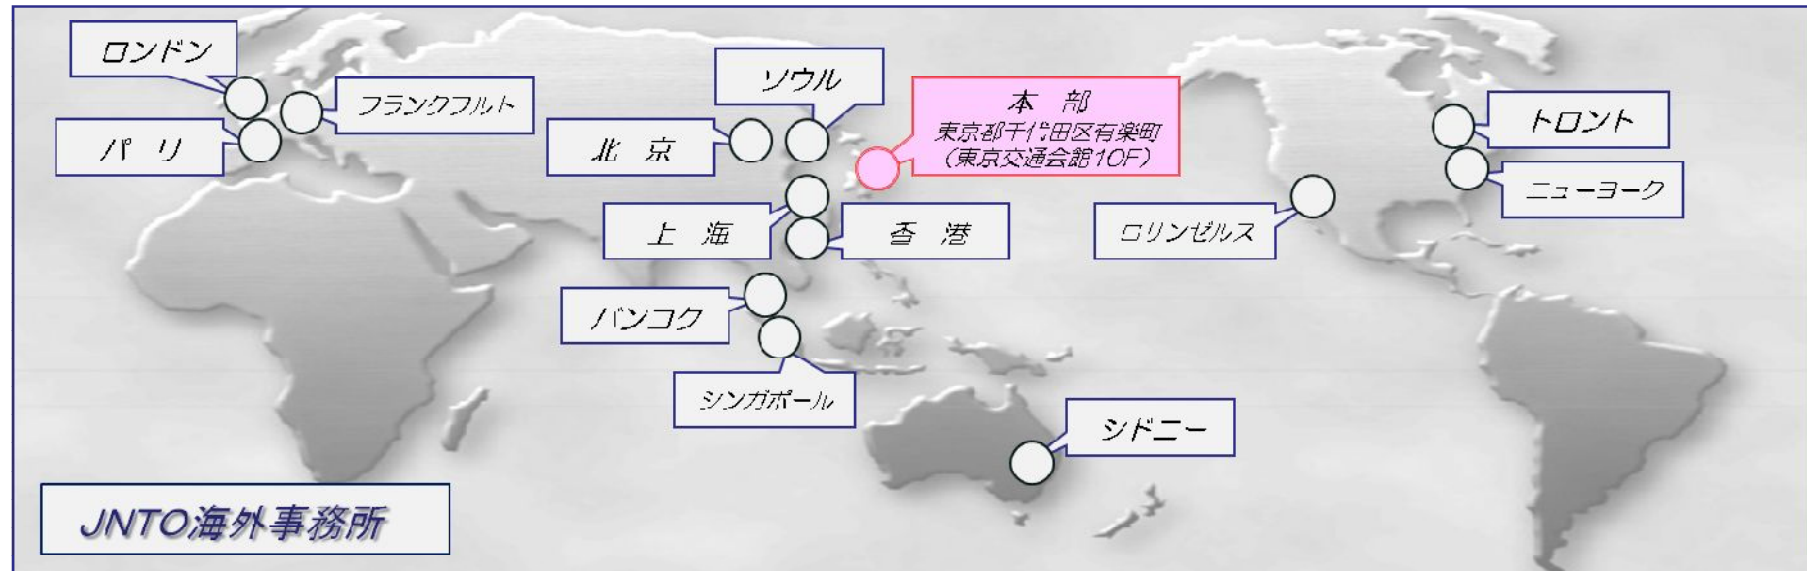 ロンドン
フランクフルト
パリ
ソウル
北京
本部
東京都千代田区有楽町
（東京交通会館10F）
上海
香港
バンコク
シンガポール
シドニー
トロント
ニューヨーク
ロリンゼルス
JNTO海外事務所